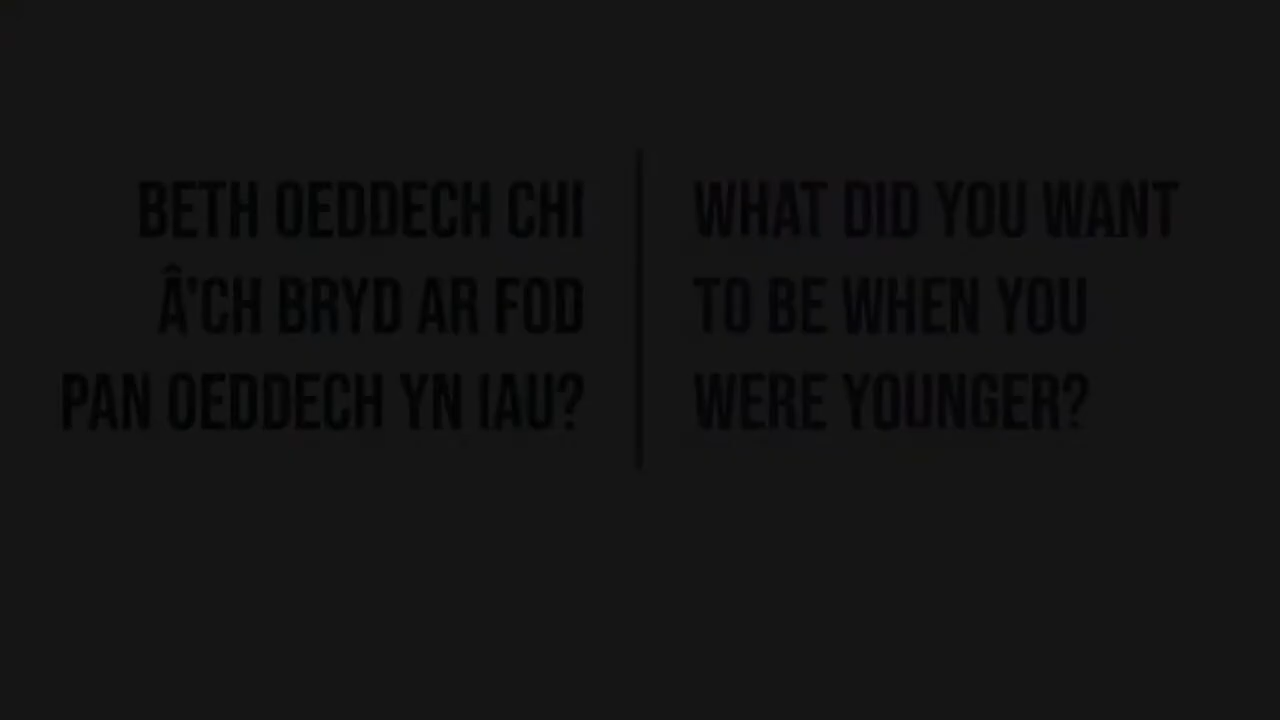 BETH OEDDECH CHI
Â'CH BRYD AR FOD
PAN OEDDECH YN IAU?
WHAT DID YOU WANT
TO BE WHEN YOU
WERE YOUNGER?